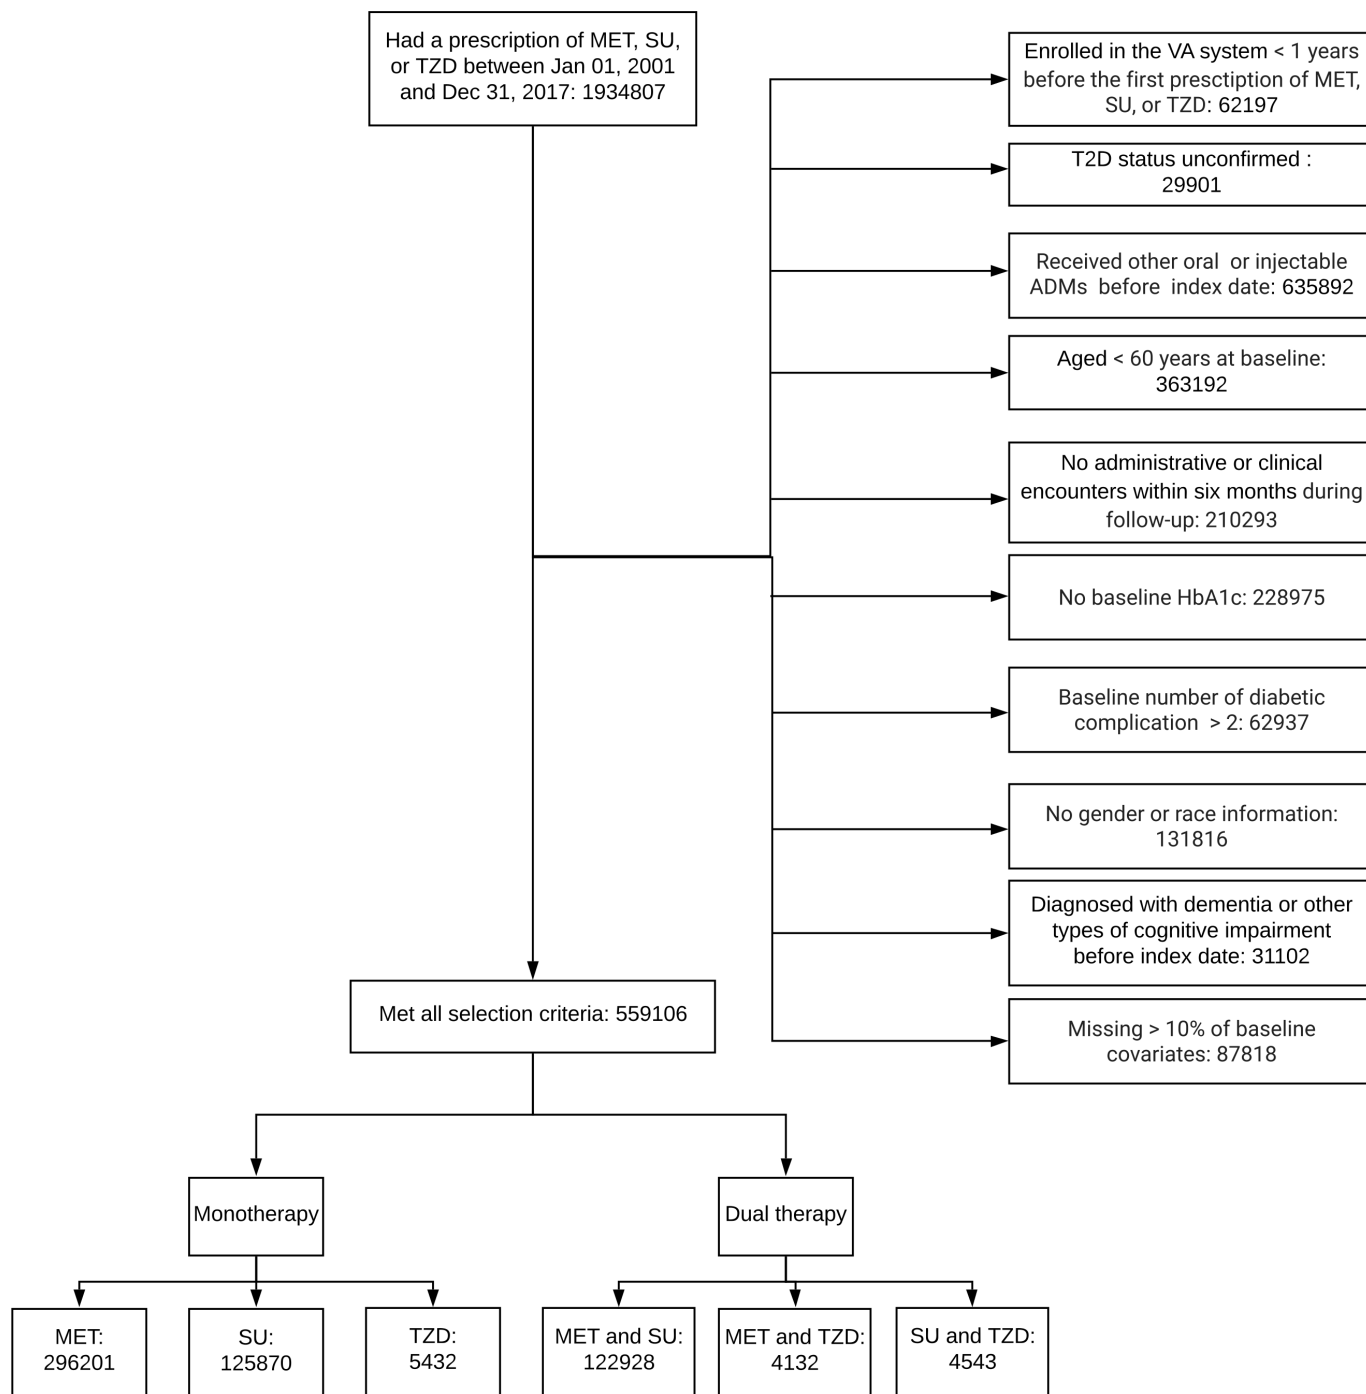 Had a prescription of MET, SU,
or TZD between Jan 01, 2001
and Dec 31, 2017: 1934807
Enrolled in the VA system < 1 years
before the first presctiption of MET,
SU, or TZD: 62197
T2D status unconfirmed :
29901
Received other oral or injectable
ADMs before index date: 635892
Aged < 60 years at baseline:
363192
No administrative or clinical
encounters within six months during
follow-up: 210293
No baseline HbA1c: 228975
Baseline number of diabetic
complication > 2: 62937
No gender or race information:
131816
Diagnosed with dementia or other
types of cognitive impairment
before index date: 31102
Missing > 10% of baseline
covariates: 87818
Met all selection criteria: 559106
Monotherapy
Dual therapy
MET:
296201
SU:
125870
TZD:
5432
MET and SU:
122928
MET and TZD:
4132
SU and TZD:
4543